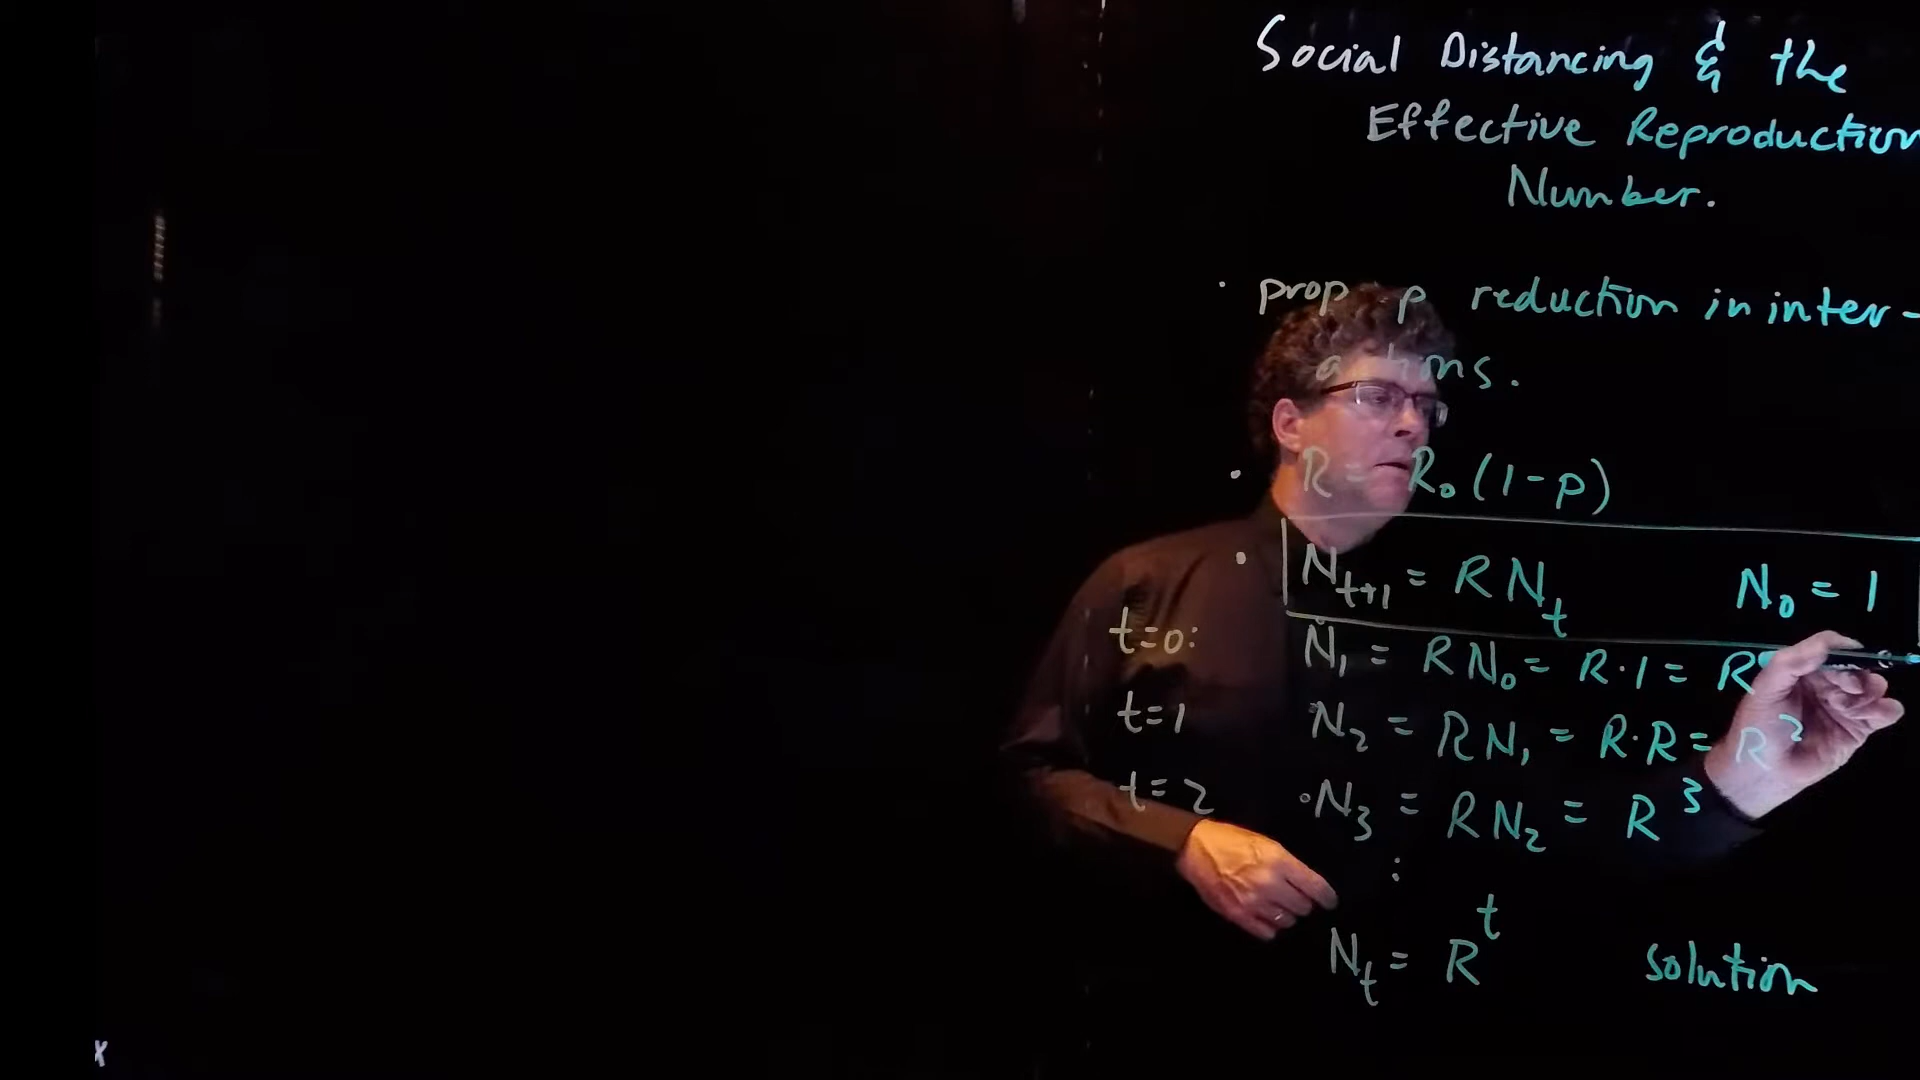 Social Distancing & the
Effective Reproduction
Number.
· prop p reduction in inter-
a tions.
· R = R₀ (1-p)
· N_{t+1} = R N_t N₀ = 1
t=0: N₁ = R N₀ = R·1 = R
t=1 N₂ = R N₁ = R·R = R²
t=2 ·N₃ = R N₂ = R³
:
N_t = R^t solution
x